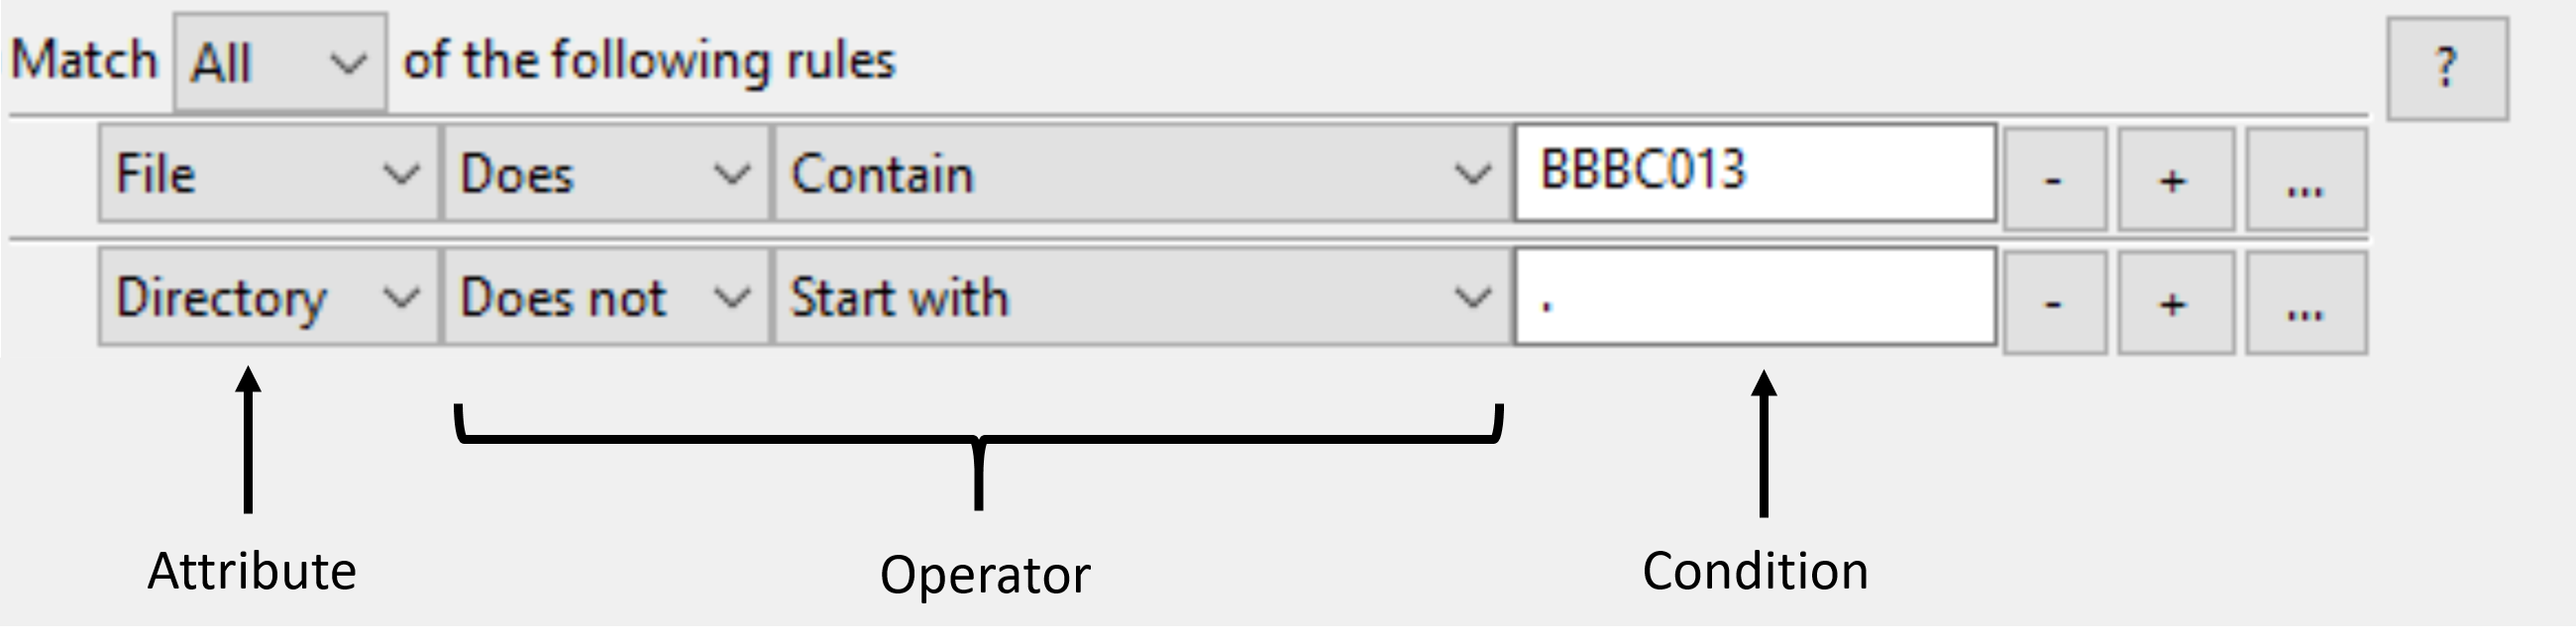 Match All of the following rules ?
File Does Contain BBBC013 - + ...
Directory Does not Start with . - + ...
Attribute Operator Condition